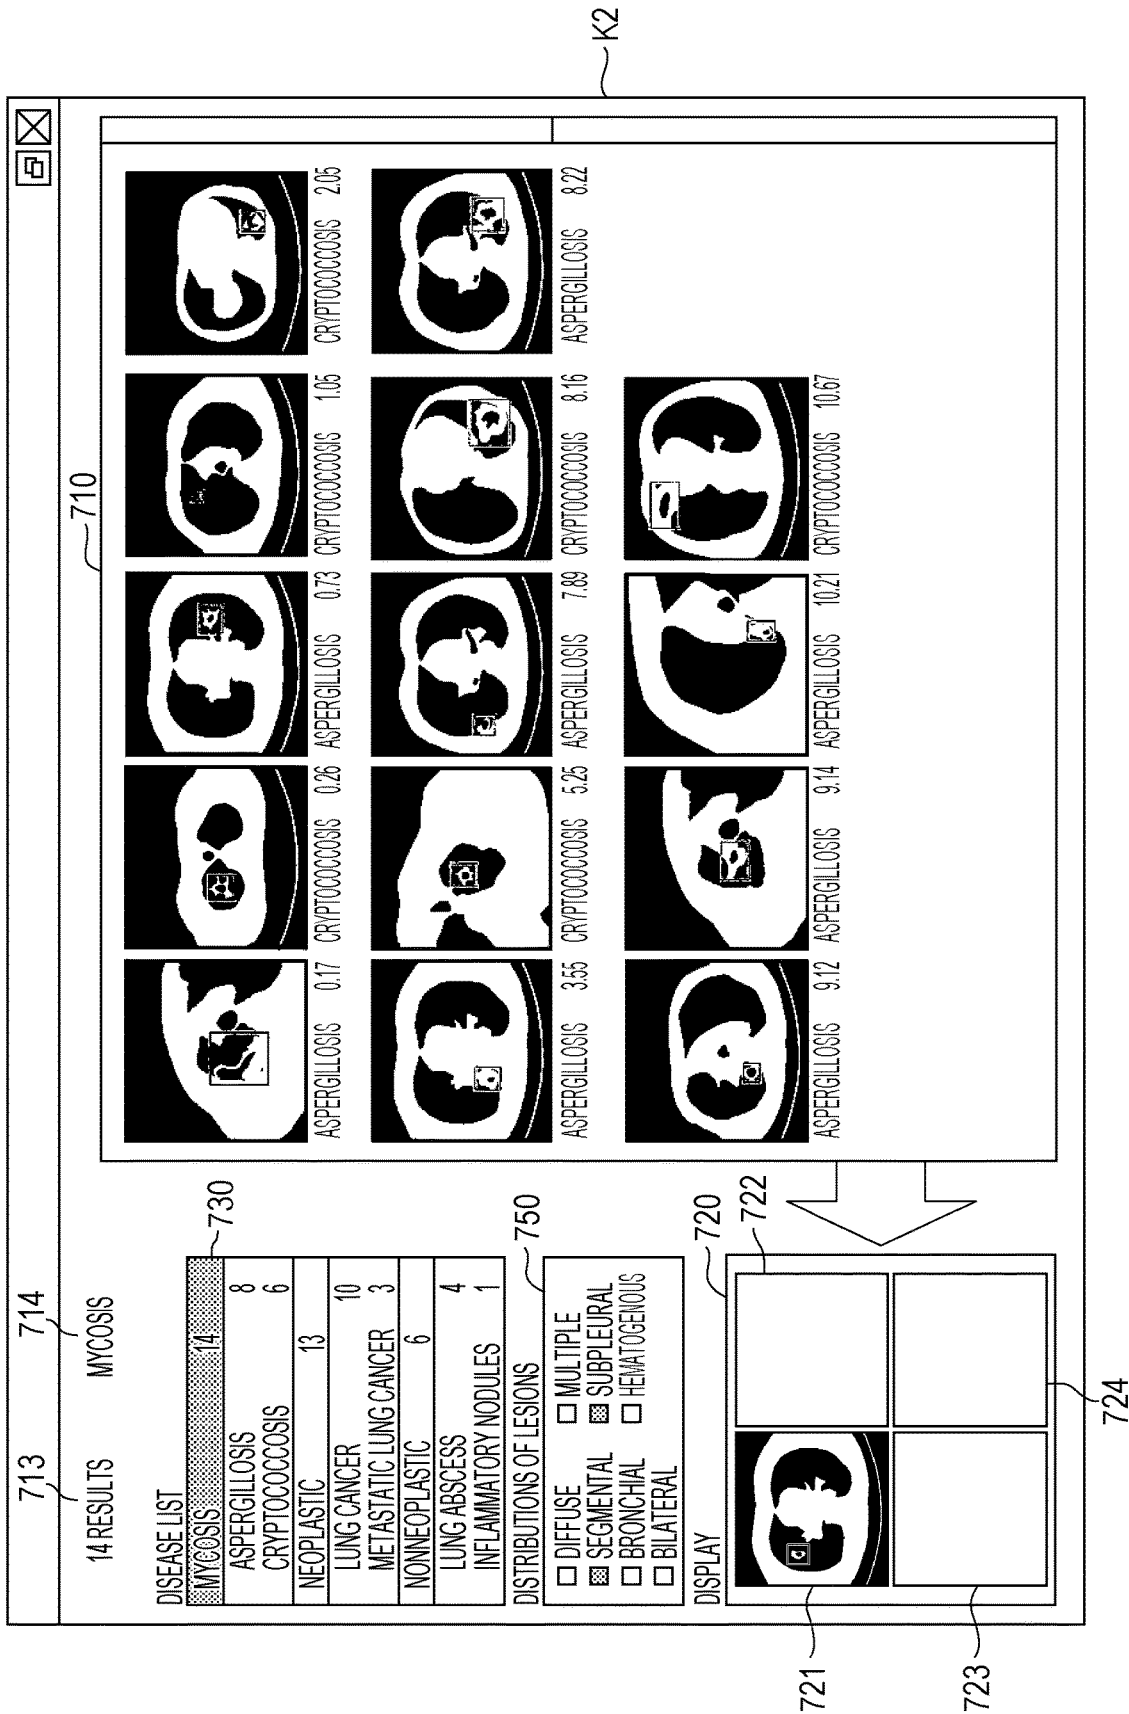 K2
713
714
14 RESULTS MYCOSIS
710
DISEASE LIST
730
MYCOSIS 14
ASPERGILLOSIS 8
CRYPTOCOCCOSIS 6
NEOPLASTIC 13
LUNG CANCER 10
METASTATIC LUNG CANCER 3
NONNEOPLASTIC 6
LUNG ABSCESS 4
INFLAMMATORY NODULES 1
DISTRIBUTIONS OF LESIONS
750
DIFFUSE MULTIPLE
SEGMENTAL SUBPLEURAL
BRONCHIAL HEMATOGENOUS
BILATERAL
DISPLAY
720
722
721
723
724
ASPERGILLOSIS 0.17 CRYPTOCOCCOSIS 0.26 ASPERGILLOSIS 0.73 CRYPTOCOCCOSIS 1.05 CRYPTOCOCCOSIS 2.05
ASPERGILLOSIS 3.55 CRYPTOCOCCOSIS 5.25 ASPERGILLOSIS 7.89 CRYPTOCOCCOSIS 8.16 ASPERGILLOSIS 8.22
ASPERGILLOSIS 9.12 ASPERGILLOSIS 9.14 ASPERGILLOSIS 10.21 CRYPTOCOCCOSIS 10.67